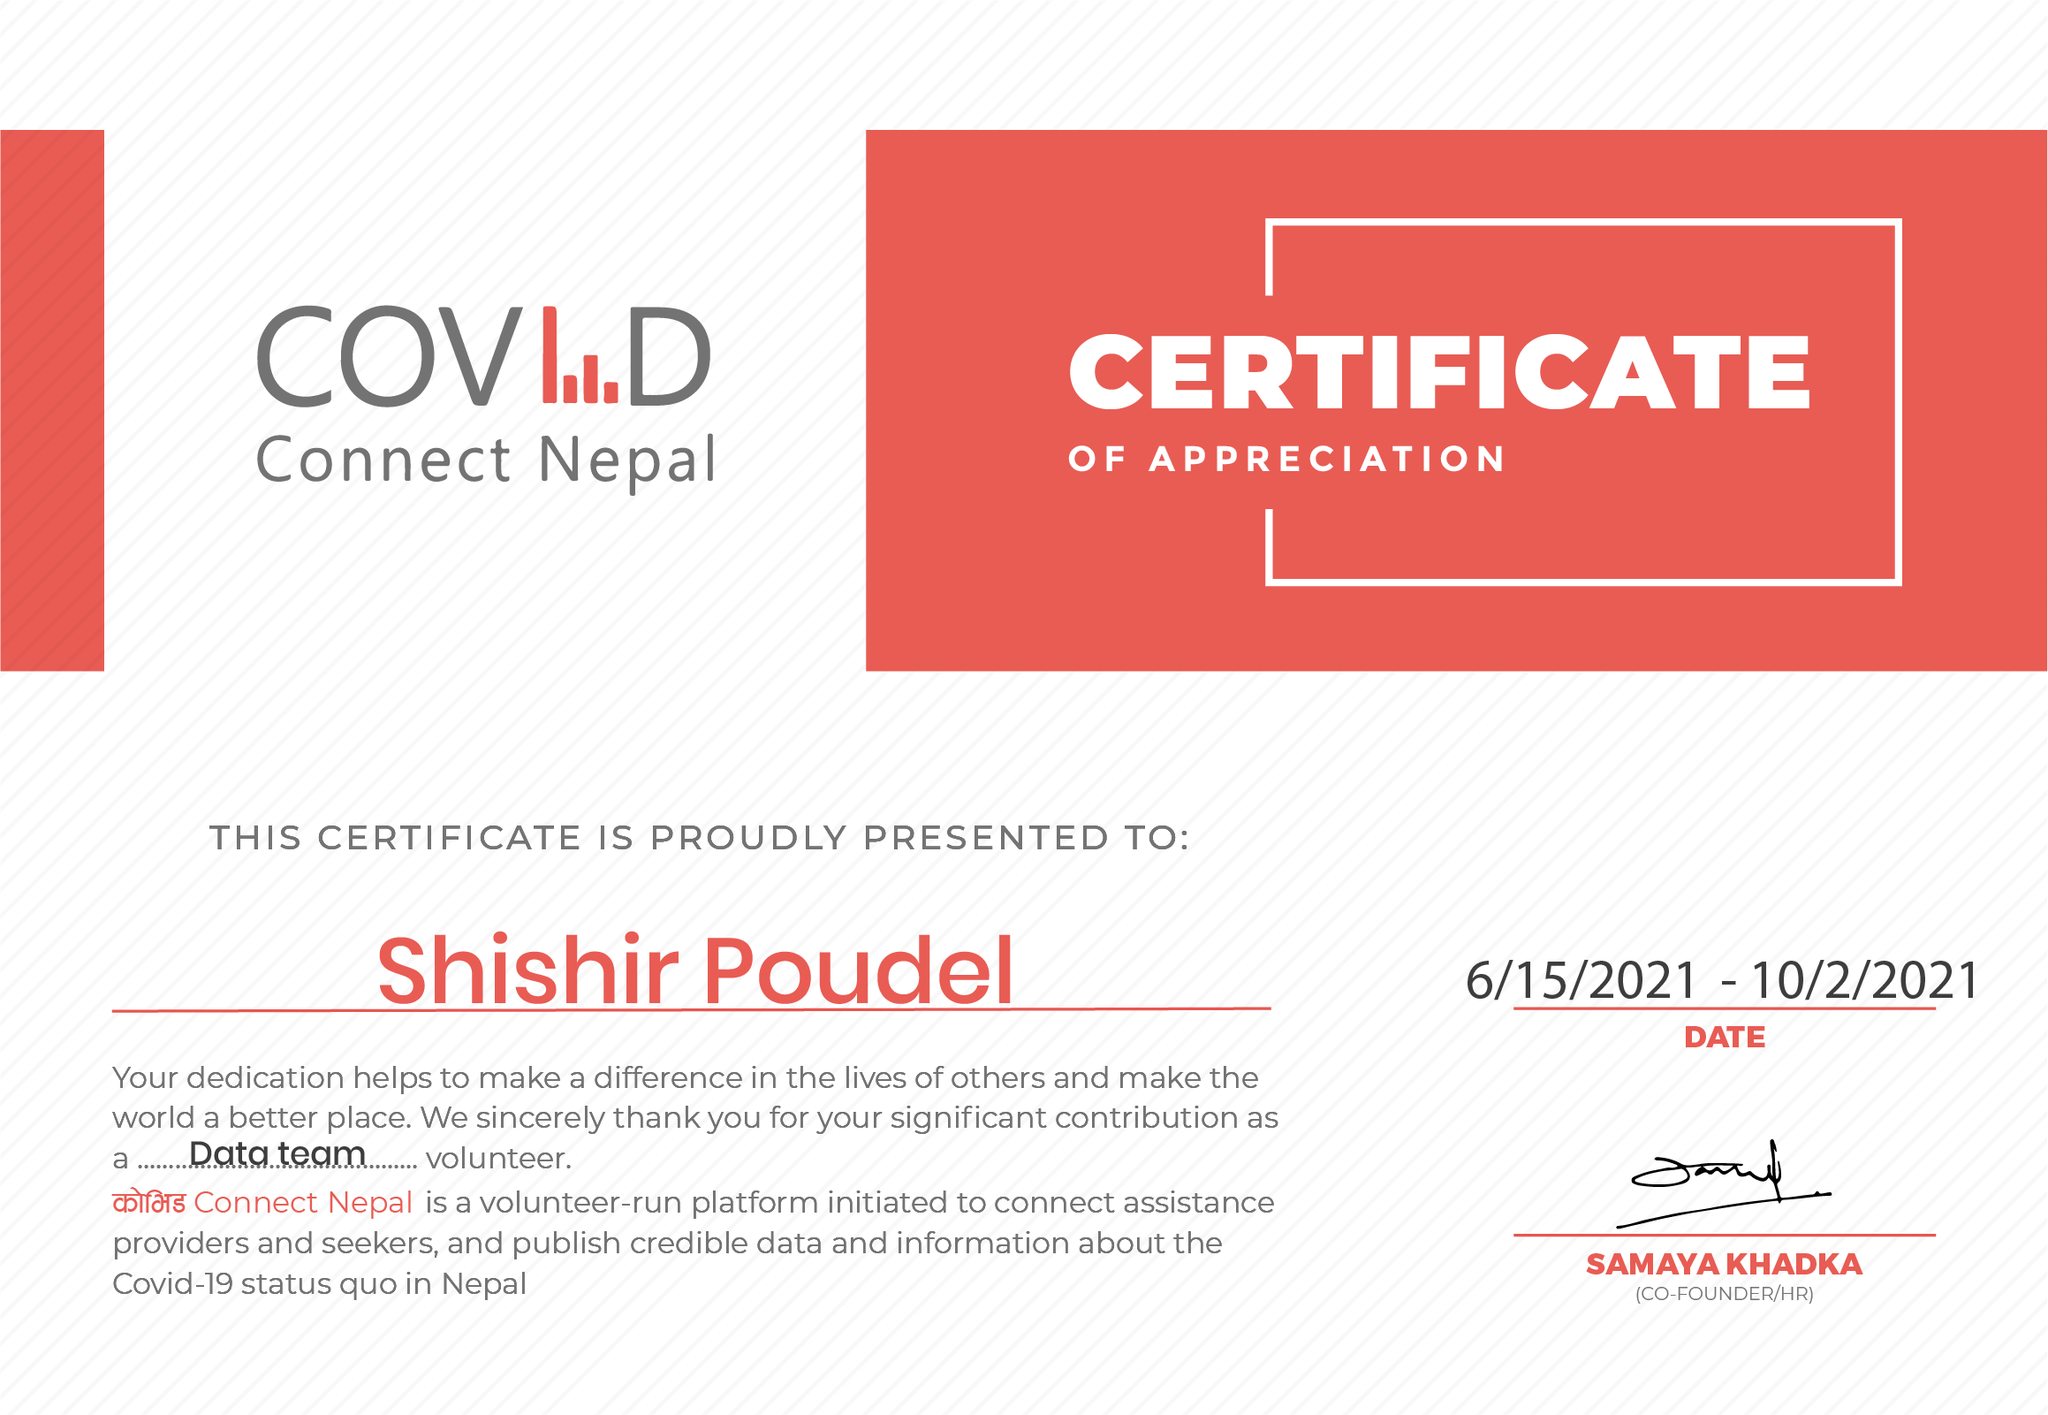 COVID
Connect Nepal
CERTIFICATE
OF APPRECIATION
THIS CERTIFICATE IS PROUDLY PRESENTED TO:
Shishir Poudel
6/15/2021 - 10/2/2021
DATE
Your dedication helps to make a difference in the lives of others and make the
world a better place. We sincerely thank you for your significant contribution as
a ......Data team...... volunteer.
कोभिड Connect Nepal is a volunteer-run platform initiated to connect assistance
providers and seekers, and publish credible data and information about the
Covid-19 status quo in Nepal
SAMAYA KHADKA
(CO-FOUNDER/HR)